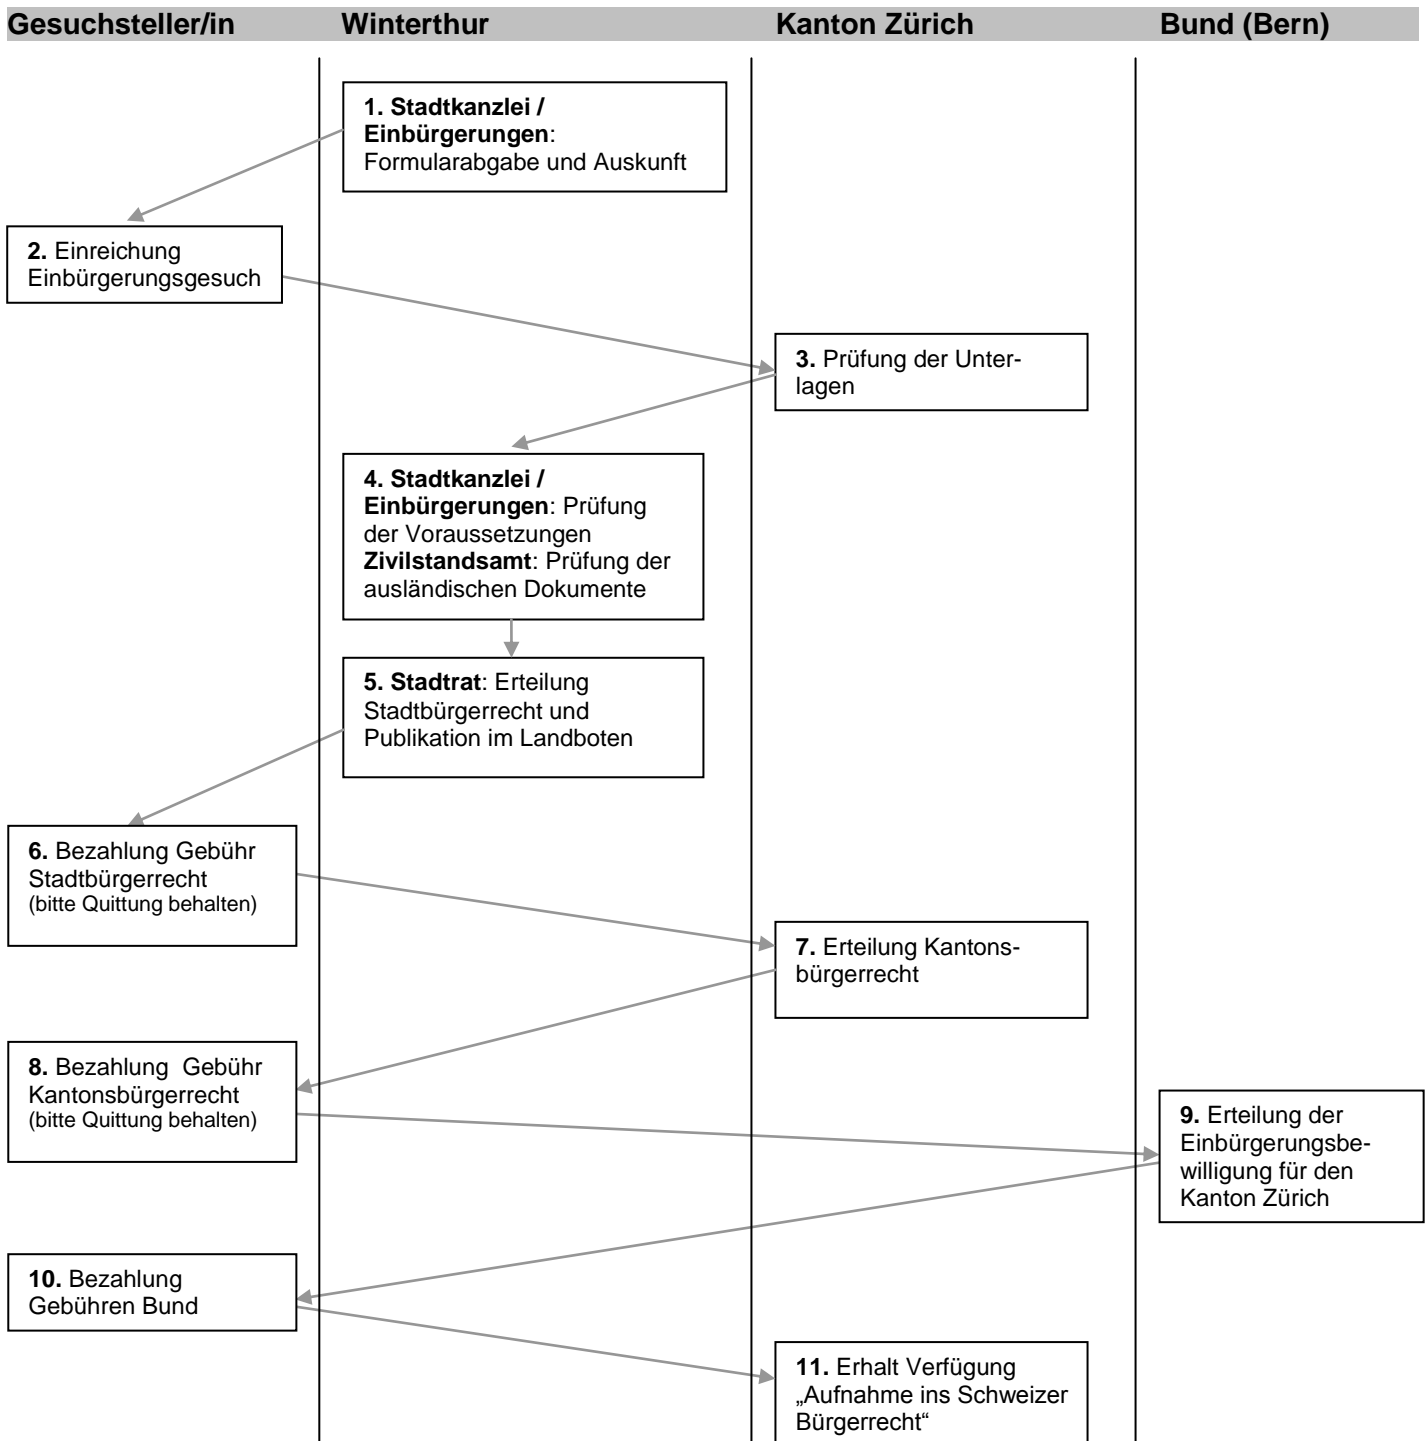 Gesuchsteller/in Winterthur Kanton Zürich Bund (Bern)
1. Stadtkanzlei /
Einbürgerungen:
Formularabgabe und Auskunft
2. Einreichung
Einbürgerungsgesuch
3. Prüfung der Unter-
lagen
4. Stadtkanzlei /
Einbürgerungen: Prüfung
der Voraussetzungen
Zivilstandsamt: Prüfung der
ausländischen Dokumente
5. Stadtrat: Erteilung
Stadtbürgerrecht und
Publikation im Landboten
6. Bezahlung Gebühr
Stadtbürgerrecht
(bitte Quittung behalten)
7. Erteilung Kantons-
bürgerrecht
8. Bezahlung  Gebühr
Kantonsbürgerrecht
(bitte Quittung behalten)
9. Erteilung der
Einbürgerungsbe-
willigung für den
Kanton Zürich
10. Bezahlung
Gebühren Bund
11. Erhalt Verfügung
„Aufnahme ins Schweizer
Bürgerrecht“